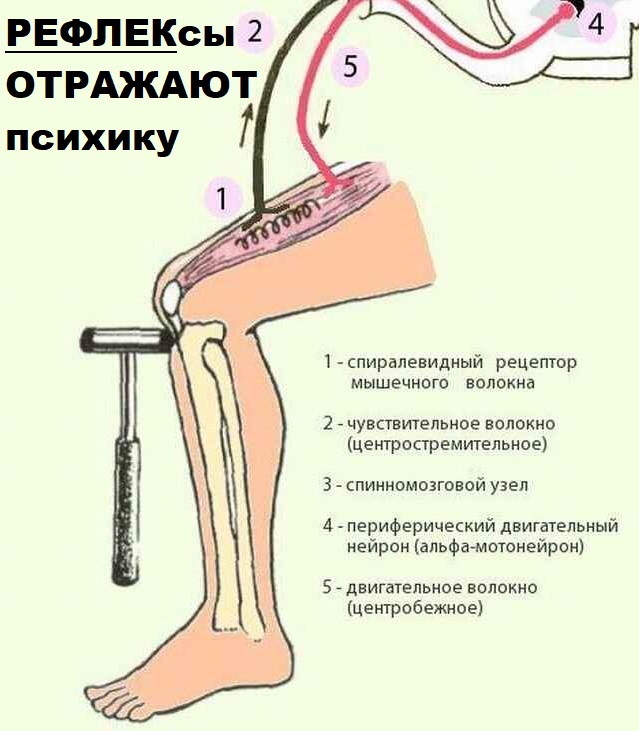 РЕФЛЕКсы
ОТРАЖАЮТ
психику
2
4
5
1
1 - спиралевидный рецептор
мышечного волокна
2 - чувствительное волокно
(центростремительное)
3 - спинномозговой узел
4 - периферический двигательный
нейрон (альфа-мотонейрон)
5 - двигательное волокно
(центробежное)